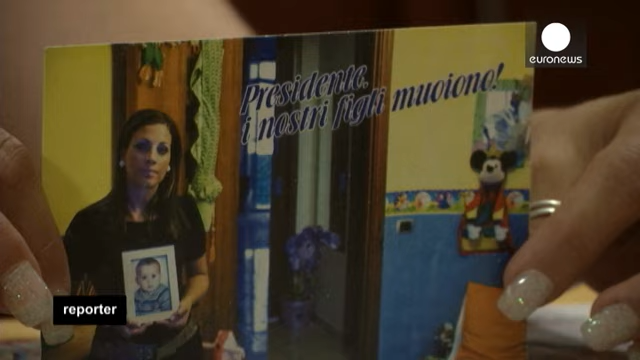 euronews
Presidente,
i nostri figli muoiono!
reporter